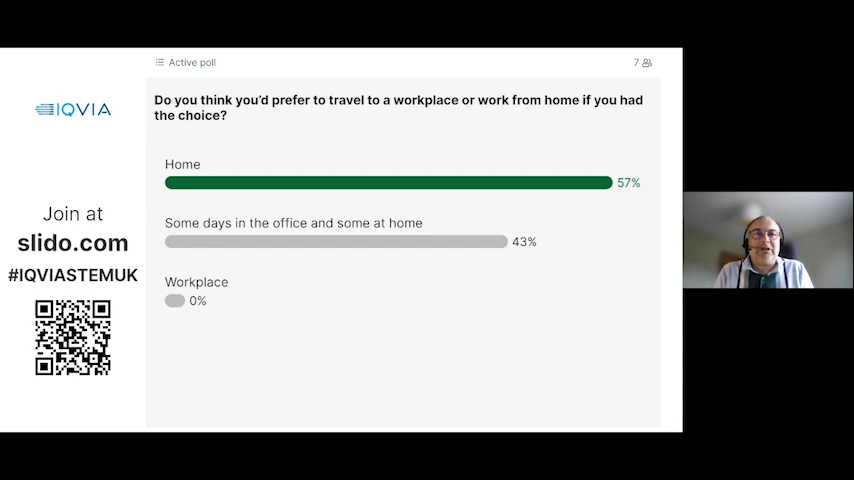 Active poll
7
IQVIA
Do you think you'd prefer to travel to a workplace or work from home if you had
the choice?
Home
57%
Join at
slido.com
#IQVIASTEMUK
Some days in the office and some at home
43%
Workplace
0%